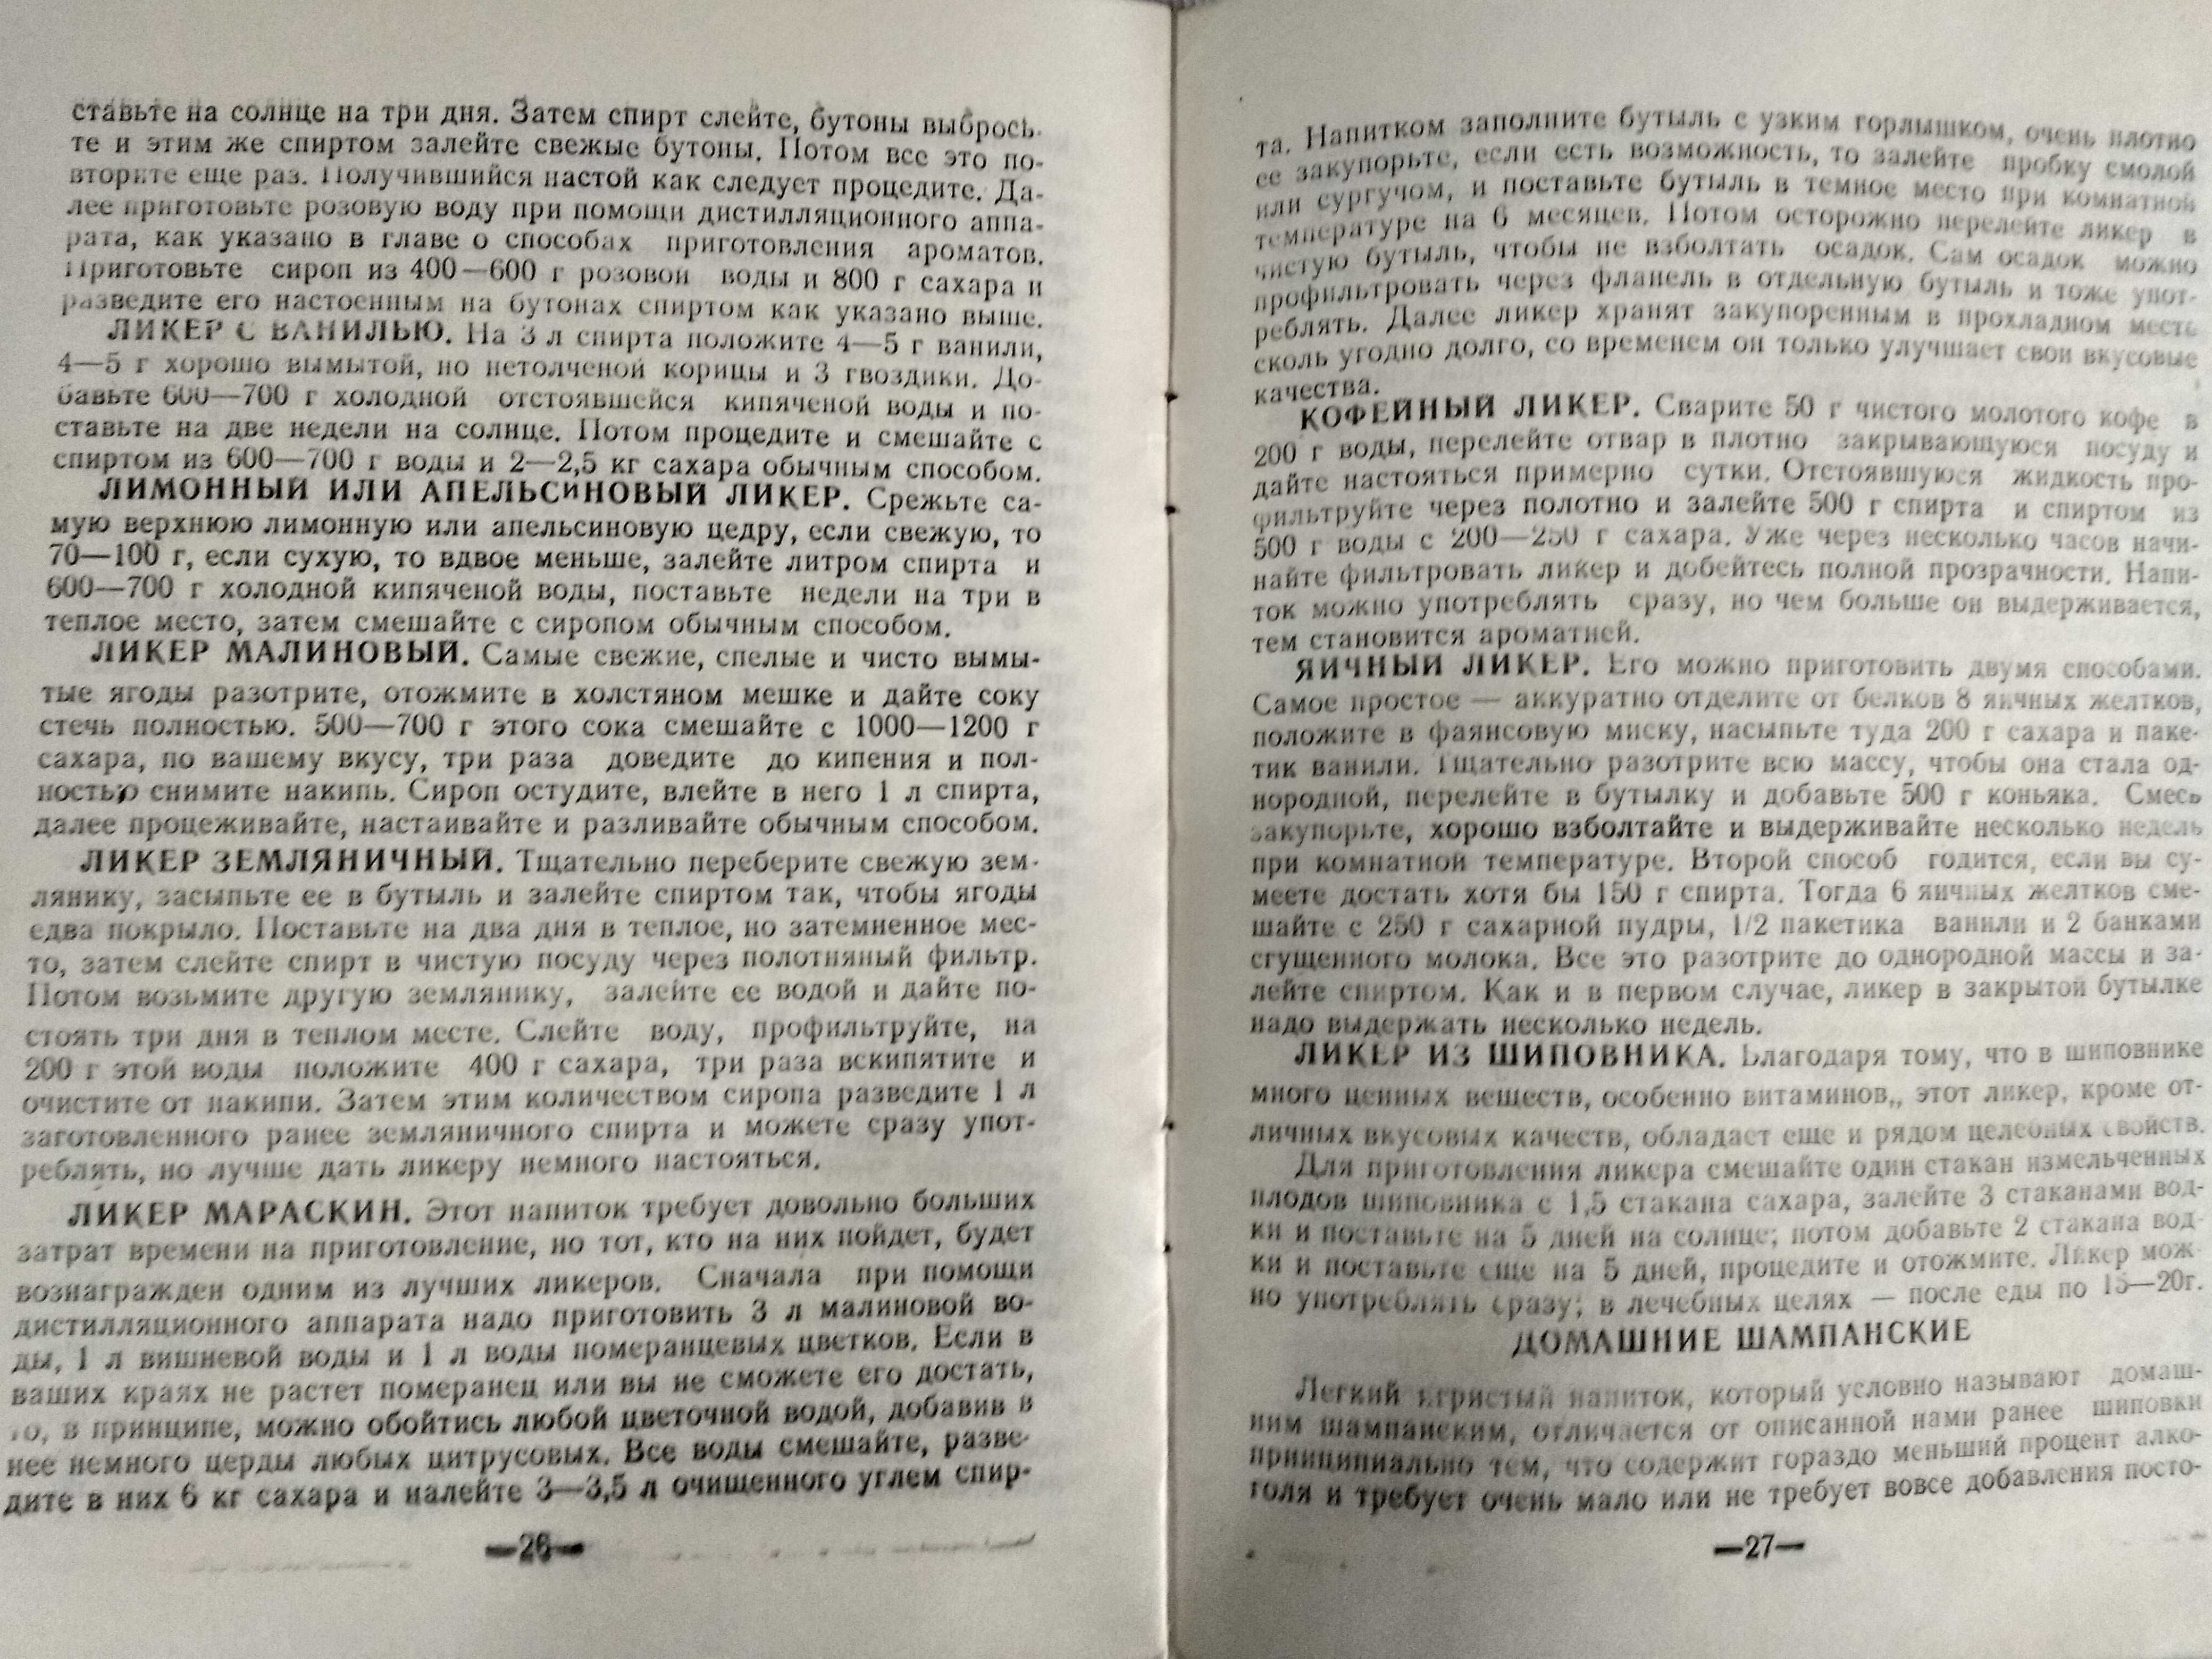 ставьте на солнце на три дня. Затем спирт слейте, бутоны выбрось-
те и этим же спиртом залейте свежие бутоны. Потом все это по-
вторите еще раз. Получившийся настой как следует процедите. Да-
лее приготовьте розовую воду при помощи дистилляционного аппа-
рата, как указано в главе о способах приготовления ароматов.
Приготовьте сироп из 400—600 г розовой воды и 800 г сахара и
разведите его настоенным на бутонах спиртом как указано выше.
ЛИКЕР С ВАНИЛЬЮ. На 3 л спирта положите 4—5 г ванили,
4—5 г хорошо вымытой, но нетолченой корицы и 3 гвоздики. До-
бавьте 600—700 г холодной отстоявшейся кипяченой воды и по-
ставьте на две недели на солнце. Потом процедите и смешайте с
спиртом из 600—700 г воды и 2—2,5 кг сахара обычным способом.
ЛИМОННЫЙ ИЛИ АПЕЛЬСиНОВЫЙ ЛИКЕР. Срежьте са-
мую верхнюю лимонную или апельсиновую цедру, если свежую, то
70—100 г, если сухую, то вдвое меньше, залейте литром спирта и
600—700 г холодной кипяченой воды, поставьте недели на три в
теплое место, затем смешайте с сиропом обычным способом.
ЛИКЕР МАЛИНОВЫЙ. Самые свежие, спелые и чисто вымы-
тые ягоды разотрите, отожмите в холстяном мешке и дайте соку
стечь полностью. 500—700 г этого сока смешайте с 1000—1200 г
сахара, по вашему вкусу, три раза доведите до кипения и пол-
ностью снимите накипь. Сироп остудите, влейте в него 1 л спирта,
далее процеживайте, настаивайте и разливайте обычным способом.
ЛИКЕР ЗЕМЛЯНИЧНЫЙ. Тщательно переберите свежую зем-
лянику, засыпьте ее в бутыль и залейте спиртом так, чтобы ягоды
едва покрыло. Поставьте на два дня в теплое, но затемненное мес-
то, затем слейте спирт в чистую посуду через полотняный фильтр.
Потом возьмите другую землянику, залейте ее водой и дайте по-
стоять три дня в теплом месте. Слейте воду, профильтруйте, на
200 г этой воды положите 400 г сахара, три раза вскипятите и
очистите от накипи. Затем этим количеством сиропа разведите 1 л
заготовленного ранее земляничного спирта и можете сразу упот-
реблять, но лучше дать ликеру немного настояться.
ЛИКЕР МАРАСКИН. Этот напиток требует довольно больших
затрат времени на приготовление, но тот, кто на них пойдет, будет
вознагражден одним из лучших ликеров. Сначала при помощи
дистилляционного аппарата надо приготовить 3 л малиновой во-
ды, 1 л вишневой воды и 1 л воды померанцевых цветков. Если в
ваших краях не растет померанец или вы не сможете его достать,
то, в принципе, можно обойтись любой цветочной водой, добавив в
нее немного церды любых цитрусовых. Все воды смешайте, разве-
дите в них 6 кг сахара и налейте 3—3,5 л очищенного углем спир-
—26—
та. Напитком заполните бутыль с узким горлышком, очень плотно
ее закупорьте, если есть возможность, то залейте пробку смолой
или сургучом, и поставьте бутыль в темное место при комнатной
температуре на 6 месяцев. Потом осторожно перелейте ликер в
чистую бутыль, чтобы не взболтать осадок. Сам осадок можно
профильтровать через фланель в отдельную бутыль и тоже упот-
реблять. Далее ликер хранят закупоренным в прохладном месте
сколь угодно долго, со временем он только улучшает свои вкусовые
качества.
КОФЕЙНЫЙ ЛИКЕР. Сварите 50 г чистого молотого кофе в
200 г воды, перелейте отвар в плотно закрывающуюся посуду и
дайте настояться примерно сутки. Отстоявшуюся жидкость про-
фильтруйте через полотно и залейте 500 г спирта и спиртом из
500 г воды с 200—250 г сахара. Уже через несколько часов начи-
найте фильтровать ликер и добейтесь полной прозрачности. Напи-
ток можно употреблять сразу, но чем больше он выдерживается,
тем становится ароматней.
ЯИЧНЫЙ ЛИКЕР. Его можно приготовить двумя способами.
Самое простое — аккуратно отделите от белков 8 яичных желтков,
положите в фаянсовую миску, насыпьте туда 200 г сахара и паке-
тик ванили. Тщательно разотрите всю массу, чтобы она стала од-
нородной, перелейте в бутылку и добавьте 500 г коньяка. Смесь
закупорьте, хорошо взболтайте и выдерживайте несколько недель
при комнатной температуре. Второй способ годится, если вы су-
меете достать хотя бы 150 г спирта. Тогда 6 яичных желтков сме-
шайте с 250 г сахарной пудры, 1/2 пакетика ванили и 2 банками
сгущенного молока. Все это разотрите до однородной массы и за-
лейте спиртом. Как и в первом случае, ликер в закрытой бутылке
надо выдержать несколько недель.
ЛИКЕР ИЗ ШИПОВНИКА. Благодаря тому, что в шиповнике
много ценных веществ, особенно витаминов,, этот ликер, кроме от-
личных вкусовых качеств, обладает еще и рядом целебных свойств.
Для приготовления ликера смешайте один стакан измельченных
плодов шиповника с 1,5 стакана сахара, залейте 3 стаканами вод-
ки и поставьте на 5 дней на солнце; потом добавьте 2 стакана вод-
ки и поставьте еще на 5 дней, процедите и отожмите. Ликер мож-
но употреблять сразу; в лечебных целях — после еды по 15—20г.
ДОМАШНИЕ ШАМПАНСКИЕ
Легкий игристый напиток, который условно называют домаш-
ним шампанским, отличается от описанной нами ранее шиповки
принципиально тем, что содержит гораздо меньший процент алко-
голя и требует очень мало или не требует вовсе добавления посто-
—27—